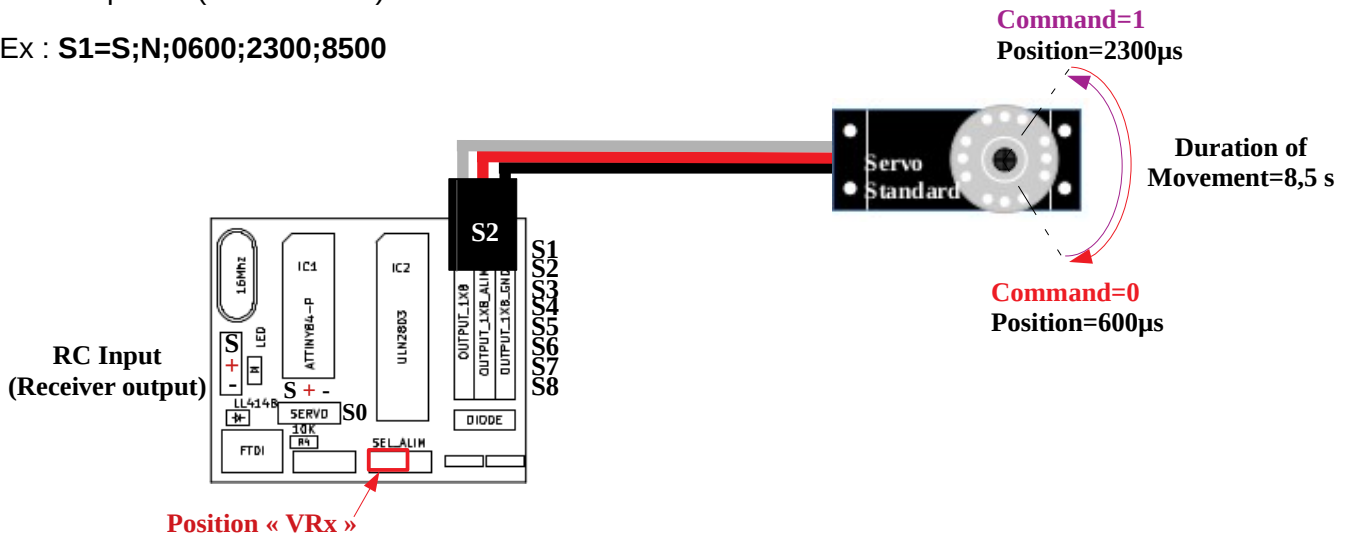 Ex : S1=S;N;0600;2300;8500
Command=1
Position=2300µs
Servo
Standard
Duration of
Movement=8,5 s
Command=0
Position=600µs
S2
S1
S2
S3
S4
S5
S6
S7
S8
16Mhz
IC1
ATTINY84-P
IC2
ULN2803
OUTPUT_1X8
OUTPUT_1X8_ALIM
OUTPUT_1X8_GND
LED
S
+
-
RC Input
(Receiver output)
S + -
LL4148
SERVO
S0
10K
R4
DIODE
FTDI
SEL_ALIM
Position « VRx »